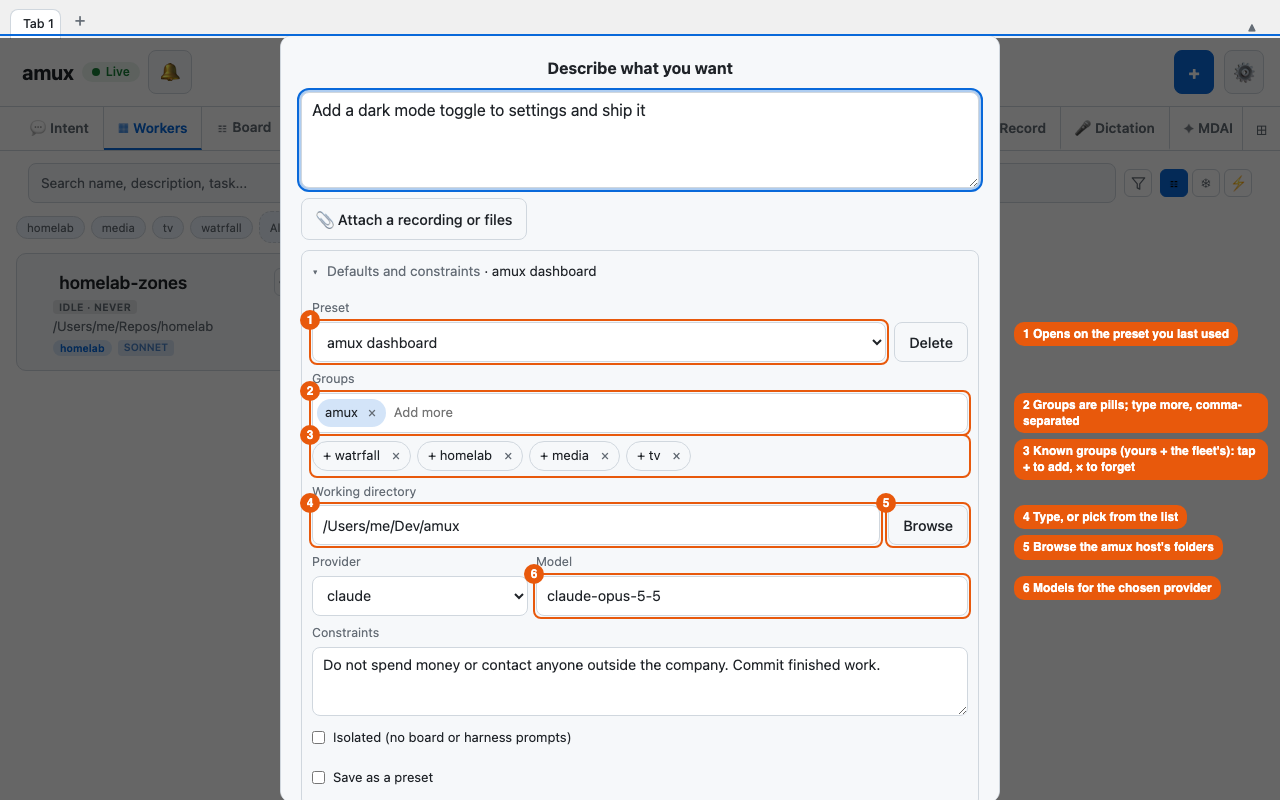 Tab 1 +
▲
amux
Live
+
Intent
Workers
Board
Record
Dictation
MDAI
Search name, description, task...
homelab
media
tv
watrfall
homelab-zones
IDLE · NEVER
/Users/me/Repos/homelab
homelab
SONNET
Describe what you want
Add a dark mode toggle to settings and ship it
Attach a recording or files
Defaults and constraints · amux dashboard
Preset
1
amux dashboard
Delete
Groups
2
amux ×
Add more
3
+ watrfall ×
+ homelab ×
+ media ×
+ tv ×
Working directory
4
/Users/me/Dev/amux
5
Browse
Provider
Model
claude
6
claude-opus-5-5
Constraints
Do not spend money or contact anyone outside the company. Commit finished work.
Isolated (no board or harness prompts)
Save as a preset
1 Opens on the preset you last used
2 Groups are pills; type more, comma-
separated
3 Known groups (yours + the fleet's): tap
+ to add, × to forget
4 Type, or pick from the list
5 Browse the amux host's folders
6 Models for the chosen provider